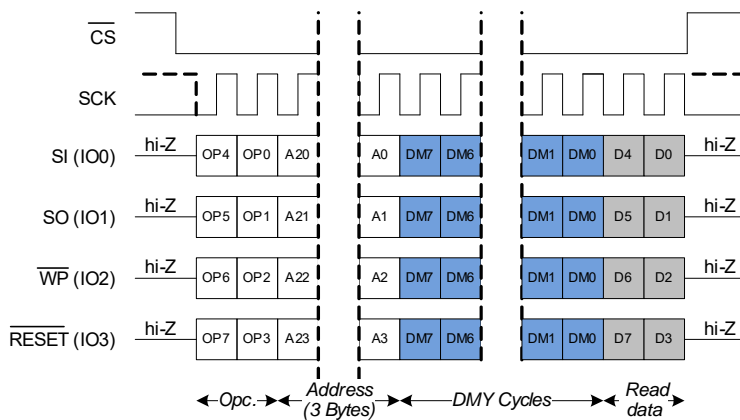 CS
SCK
hi-Z hi-Z
SI (IO0) OP4 OP0 A20 A0 DM7 DM6 DM1 DM0 D4 D0
hi-Z hi-Z
SO (IO1) OP5 OP1 A21 A1 DM7 DM6 DM1 DM0 D5 D1
hi-Z hi-Z
WP (IO2) OP6 OP2 A22 A2 DM7 DM6 DM1 DM0 D6 D2
hi-Z hi-Z
RESET (IO3) OP7 OP3 A23 A3 DM7 DM6 DM1 DM0 D7 D3
Opc. Address DMY Cycles Read
(3 Bytes) data